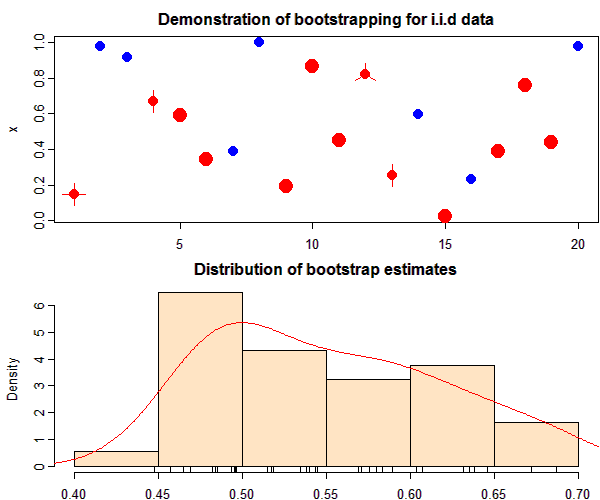 Demonstration of bootstrapping for i.i.d data
1.0
0.8
0.6
0.4
0.2
0.0
x
5 10 15 20
Distribution of bootstrap estimates
6
5
4
3
2
1
0
Density
0.40 0.45 0.50 0.55 0.60 0.65 0.70